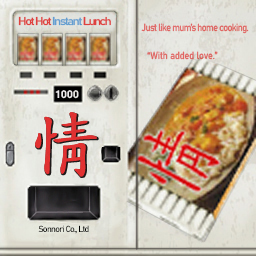 Hot Hot Instant Lunch
1000
情
Sonnori Co., Ltd
Just like mum's home cooking.
"With added love."
情